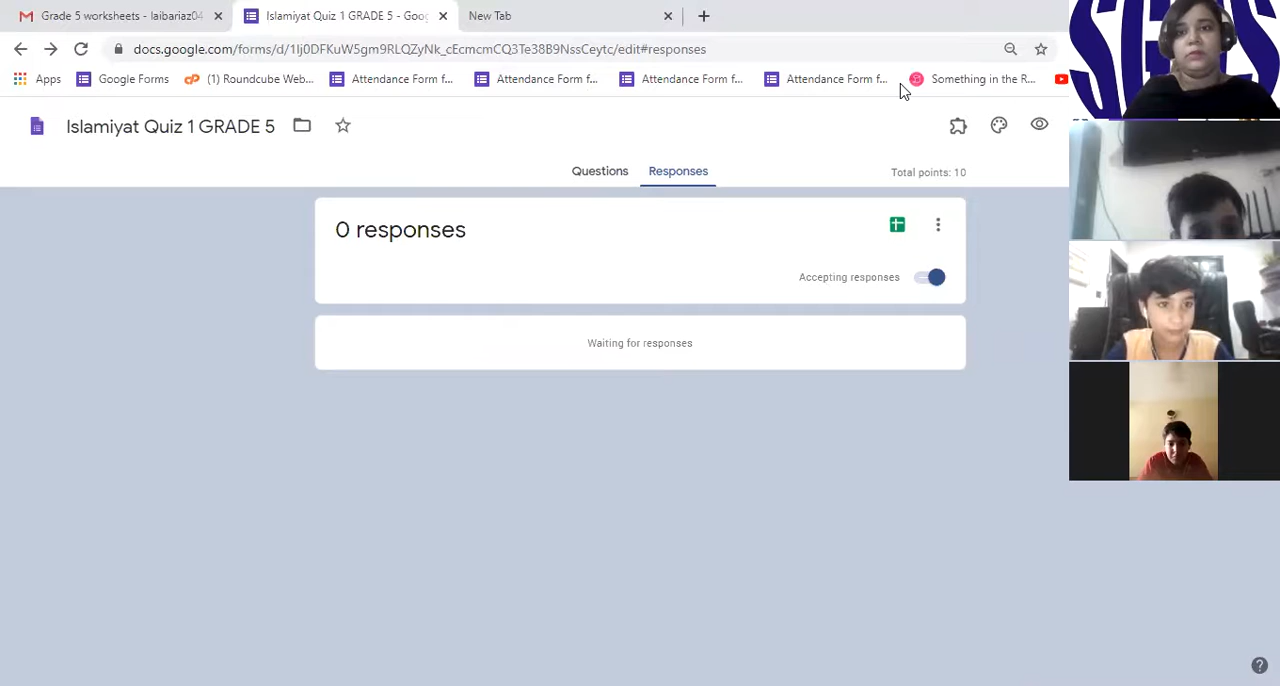 Grade 5 worksheets - laibariaz04
Islamiyat Quiz 1 GRADE 5 - Goo
New Tab
docs.google.com/forms/d/1Ij0DFKuW5gm9RLQZyNk_cEcmcmCQ3Te38B9NssCeytc/edit#responses
Apps
Google Forms
(1) Roundcube Web...
Attendance Form f...
Attendance Form f...
Attendance Form f...
Attendance Form f...
Something in the R...
Islamiyat Quiz 1 GRADE 5
Questions
Responses
Total points: 10
0 responses
Accepting responses
Waiting for responses